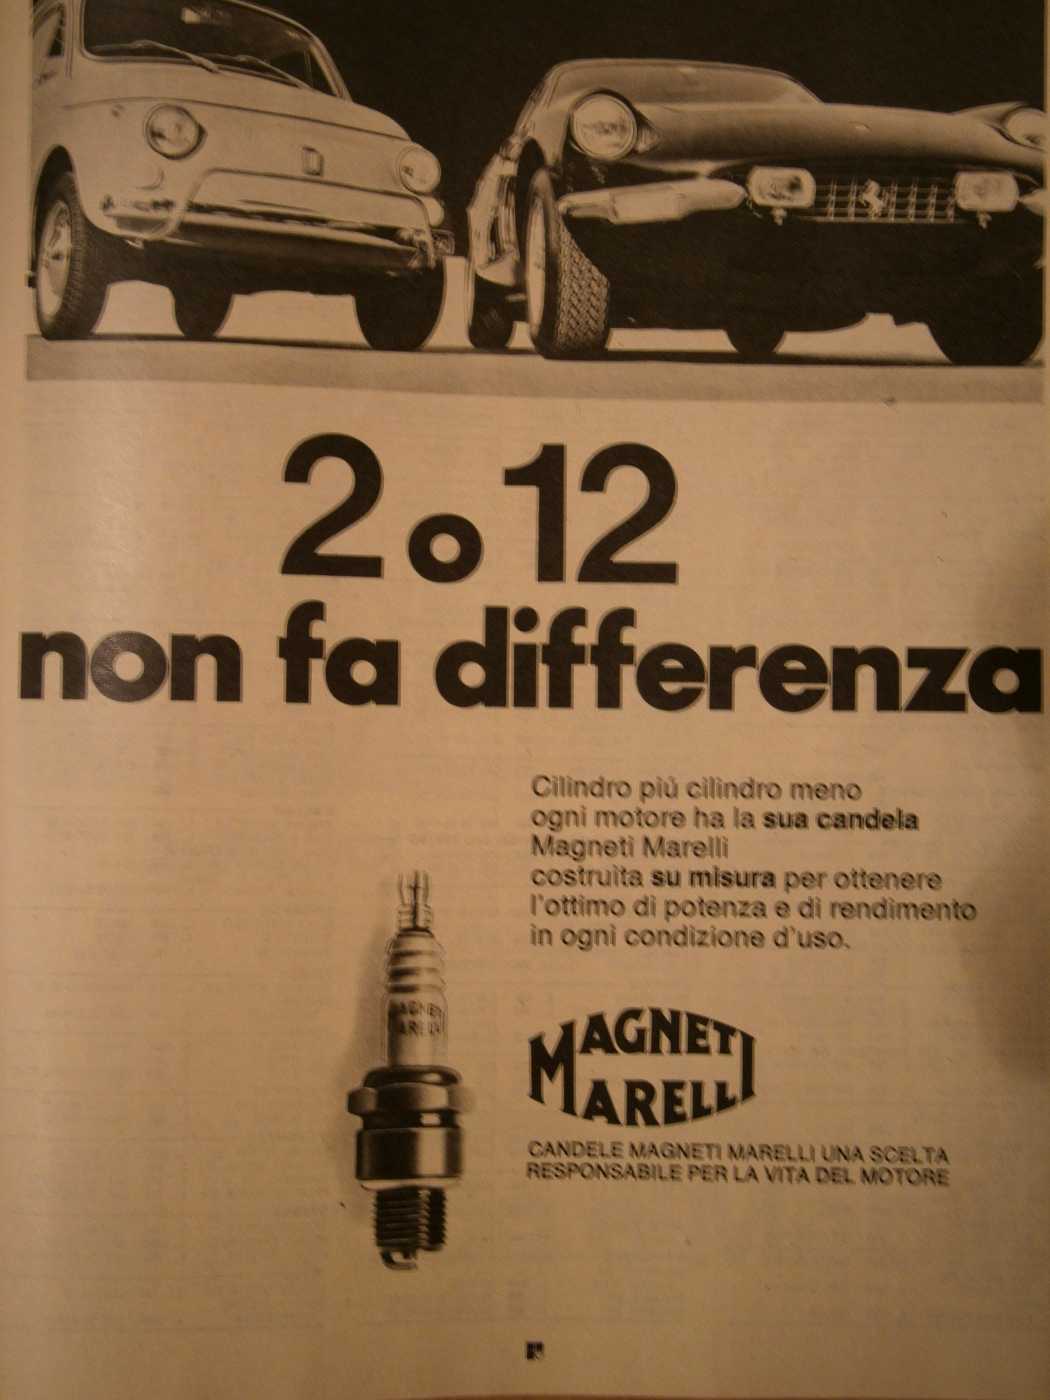 2 o 12
non fa differenza
Cilindro più cilindro meno
ogni motore ha la sua candela
Magneti Marelli
costruita su misura per ottenere
l'ottimo di potenza e di rendimento
in ogni condizione d'uso.
MAGNETI
MARELLI
MAGNETI
MARELLI
CANDELE MAGNETI MARELLI UNA SCELTA
RESPONSABILE PER LA VITA DEL MOTORE